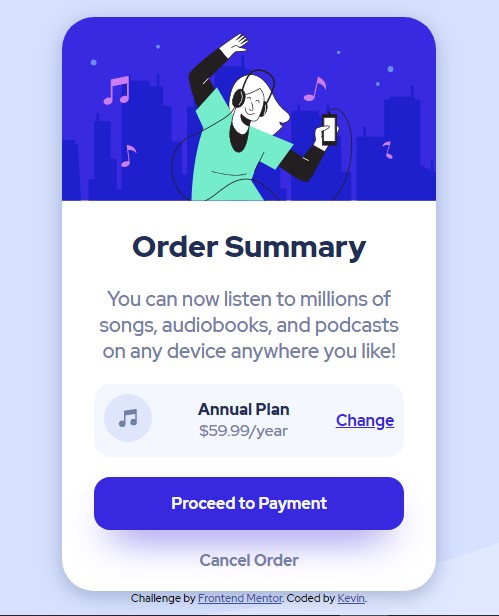 Order Summary
You can now listen to millions of
songs, audiobooks, and podcasts
on any device anywhere you like!
Annual Plan
$59.99/year
Change
Proceed to Payment
Cancel Order
Challenge by Frontend Mentor. Coded by Kevin.